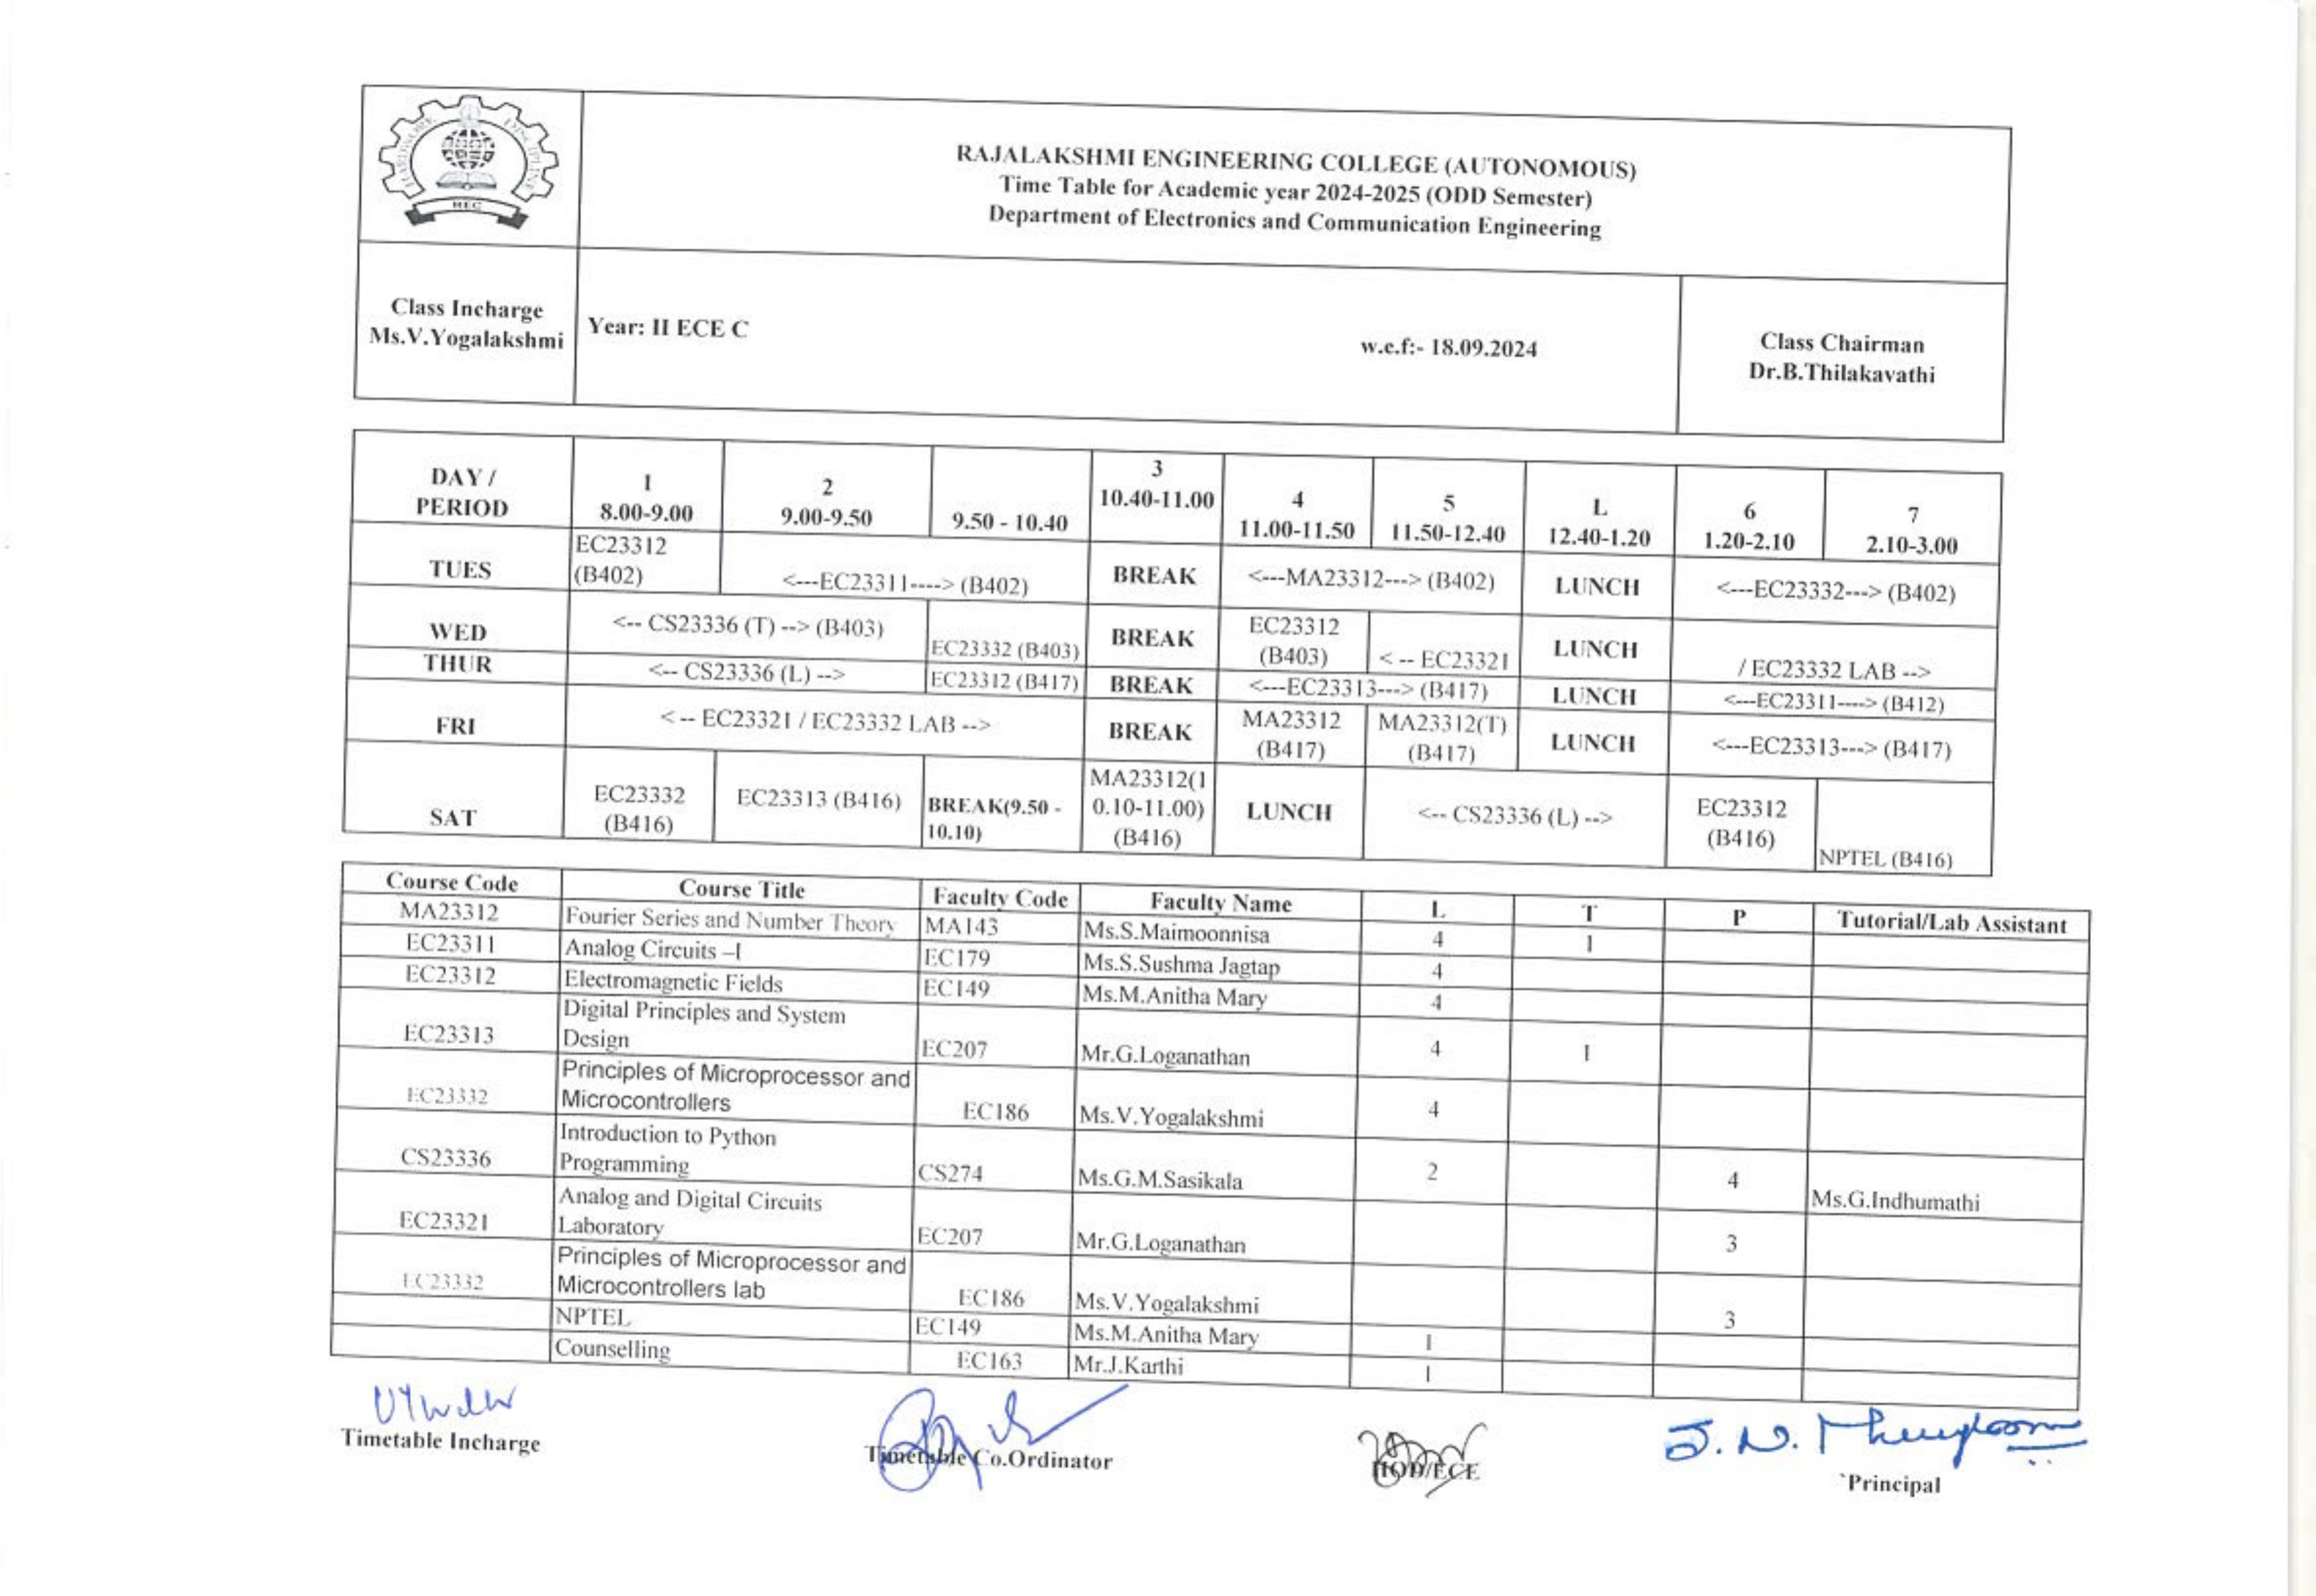 REC
RAJALAKSHMI ENGINEERING COLLEGE (AUTONOMOUS)
Time Table for Academic year 2024-2025 (ODD Semester)
Department of Electronics and Communication Engineering
Class Incharge
Ms.V.Yogalakshmi
Year: II ECE C
w.e.f:- 18.09.2024
Class Chairman
Dr.B.Thilakavathi
DAY / PERIOD
1 8.00-9.00
2 9.00-9.50
9.50 - 10.40
3 10.40-11.00
4 11.00-11.50
5 11.50-12.40
L 12.40-1.20
6 1.20-2.10
7 2.10-3.00
TUES EC23312 (B402) <---EC23311----> (B402) BREAK <---MA23312---> (B402) LUNCH <---EC23332---> (B402)
WED <-- CS23336 (T) --> (B403) EC23332 (B403) BREAK EC23312 (B403) < -- EC23321 LUNCH / EC23332 LAB -->
THUR <-- CS23336 (L) --> EC23312 (B417) BREAK <---EC23313---> (B417) LUNCH <---EC23311----> (B412)
FRI < -- EC23321 / EC23332 LAB --> BREAK MA23312 (B417) MA23312(T) (B417) LUNCH <---EC23313---> (B417)
SAT EC23332 (B416) EC23313 (B416) BREAK(9.50 - 10.10) MA23312(10.10-11.00) (B416) LUNCH <-- CS23336 (L) --> EC23312 (B416) NPTEL (B416)
Course Code Course Title Faculty Code Faculty Name L T P Tutorial/Lab Assistant
MA23312 Fourier Series and Number Theory MA143 Ms.S.Maimoonnisa 4 1
EC23311 Analog Circuits –I EC179 Ms.S.Sushma Jagtap 4
EC23312 Electromagnetic Fields EC149 Ms.M.Anitha Mary 4
EC23313 Digital Principles and System Design EC207 Mr.G.Loganathan 4 1
EC23332 Principles of Microprocessor and Microcontrollers EC186 Ms.V.Yogalakshmi 4
CS23336 Introduction to Python Programming CS274 Ms.G.M.Sasikala 2 4 Ms.G.Indhumathi
EC23321 Analog and Digital Circuits Laboratory EC207 Mr.G.Loganathan 3
EC23332 Principles of Microprocessor and Microcontrollers lab EC186 Ms.V.Yogalakshmi 3
NPTEL EC149 Ms.M.Anitha Mary 1
Counselling EC163 Mr.J.Karthi 1
Timetable Incharge
Timetable Co.Ordinator
HOD/ECE
`Principal